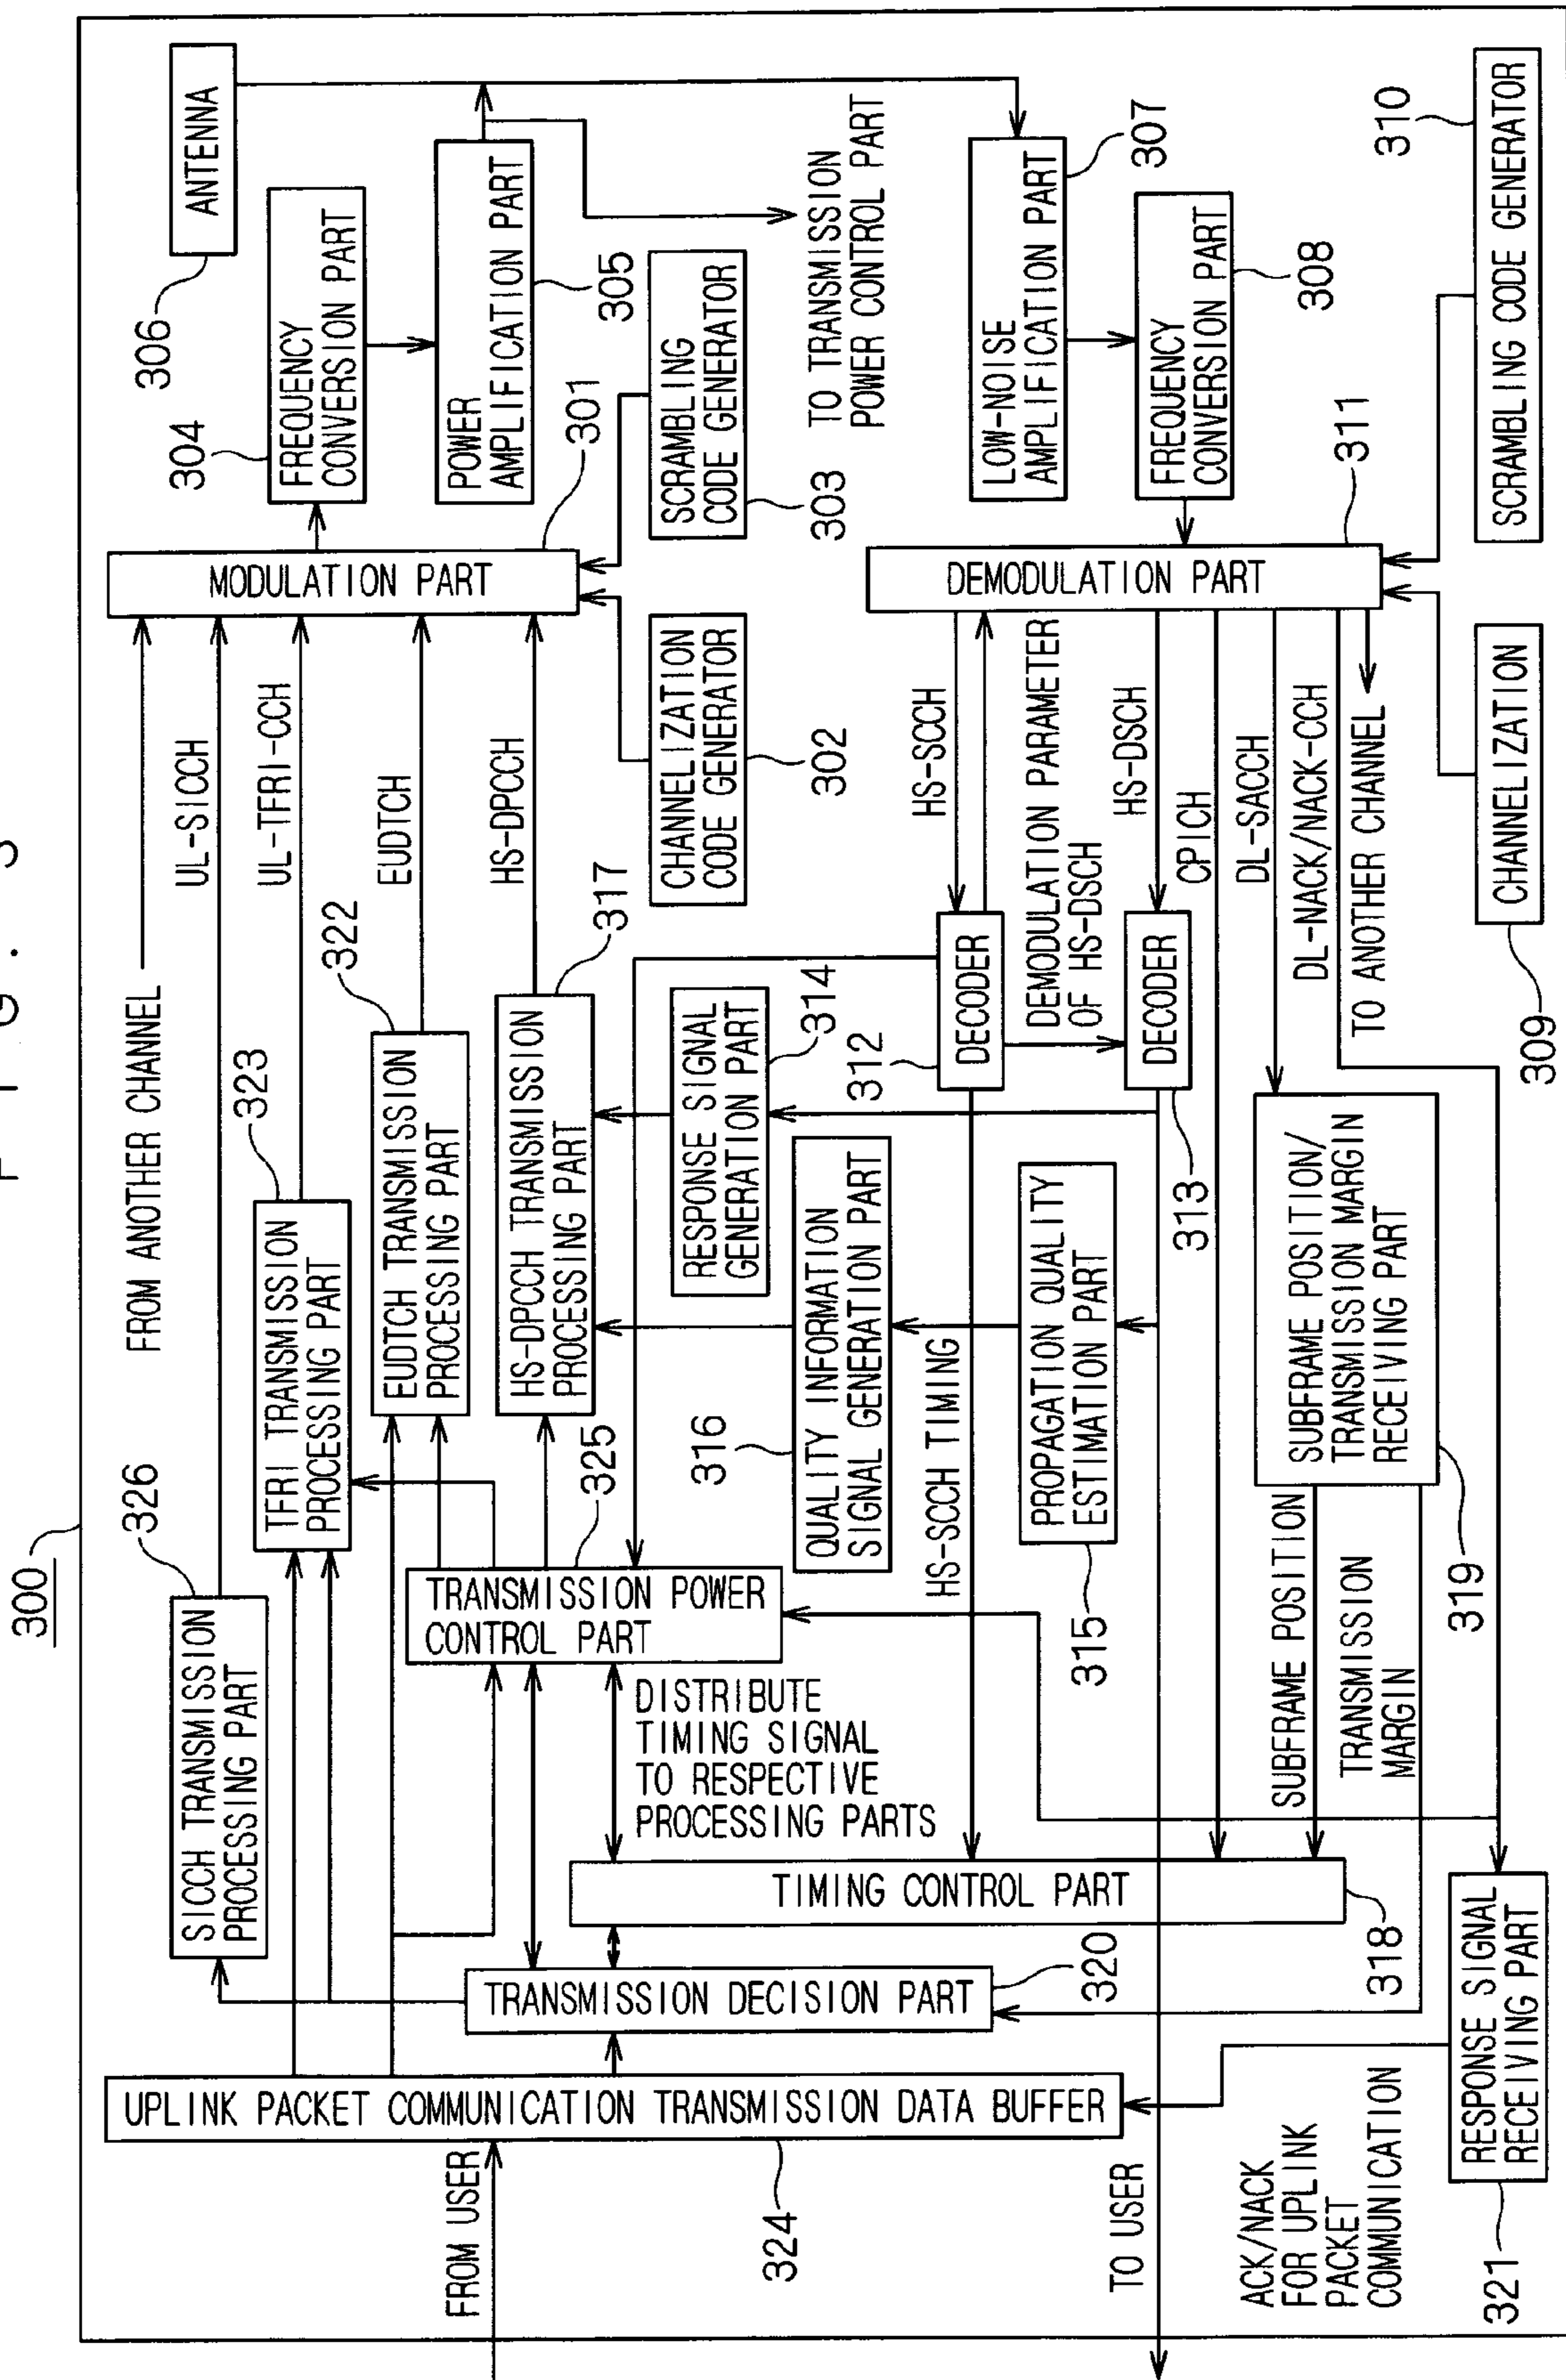 FIG. 3
300
ANTENNA
306
304
FREQUENCY
CONVERSION PART
POWER
AMPLIFICATION PART
305
MODULATION PART
301
SCRAMBLING
CODE GENERATOR
303
CHANNELIZATION
CODE GENERATOR
302
TO TRANSMISSION
POWER CONTROL PART
FROM ANOTHER CHANNEL
UL-SICCH
UL-TFRI-CCH
EUDTCH
HS-DPCCH
326
SICCH TRANSMISSION
PROCESSING PART
323
TFRI TRANSMISSION
PROCESSING PART
322
EUDTCH TRANSMISSION
PROCESSING PART
317
HS-DPCCH TRANSMISSION
PROCESSING PART
325
TRANSMISSION POWER
CONTROL PART
RESPONSE SIGNAL
GENERATION PART
314
316
QUALITY INFORMATION
SIGNAL GENERATION PART
PROPAGATION QUALITY
ESTIMATION PART
315
DISTRIBUTE
TIMING SIGNAL
TO RESPECTIVE
PROCESSING PARTS
HS-SCCH TIMING
TIMING CONTROL PART
318
TRANSMISSION DECISION PART
320
UPLINK PACKET COMMUNICATION TRANSMISSION DATA BUFFER
324
FROM USER
TO USER
LOW-NOISE
AMPLIFICATION PART
307
FREQUENCY
CONVERSION PART
308
DEMODULATION PART
311
310
SCRAMBLING CODE GENERATOR
CHANNELIZATION
309
HS-SCCH
DEMODULATION PARAMETER
OF HS-DSCH
HS-DSCH
CPICH
DL-SACCH
DL-NACK/NACK-CCH
TO ANOTHER CHANNEL
DECODER
312
DECODER
313
SUBFRAME POSITION/
TRANSMISSION MARGIN
RECEIVING PART
319
SUBFRAME POSITION
TRANSMISSION
MARGIN
RESPONSE SIGNAL
RECEIVING PART
321
ACK/NACK
FOR UPLINK
PACKET
COMMUNICATION